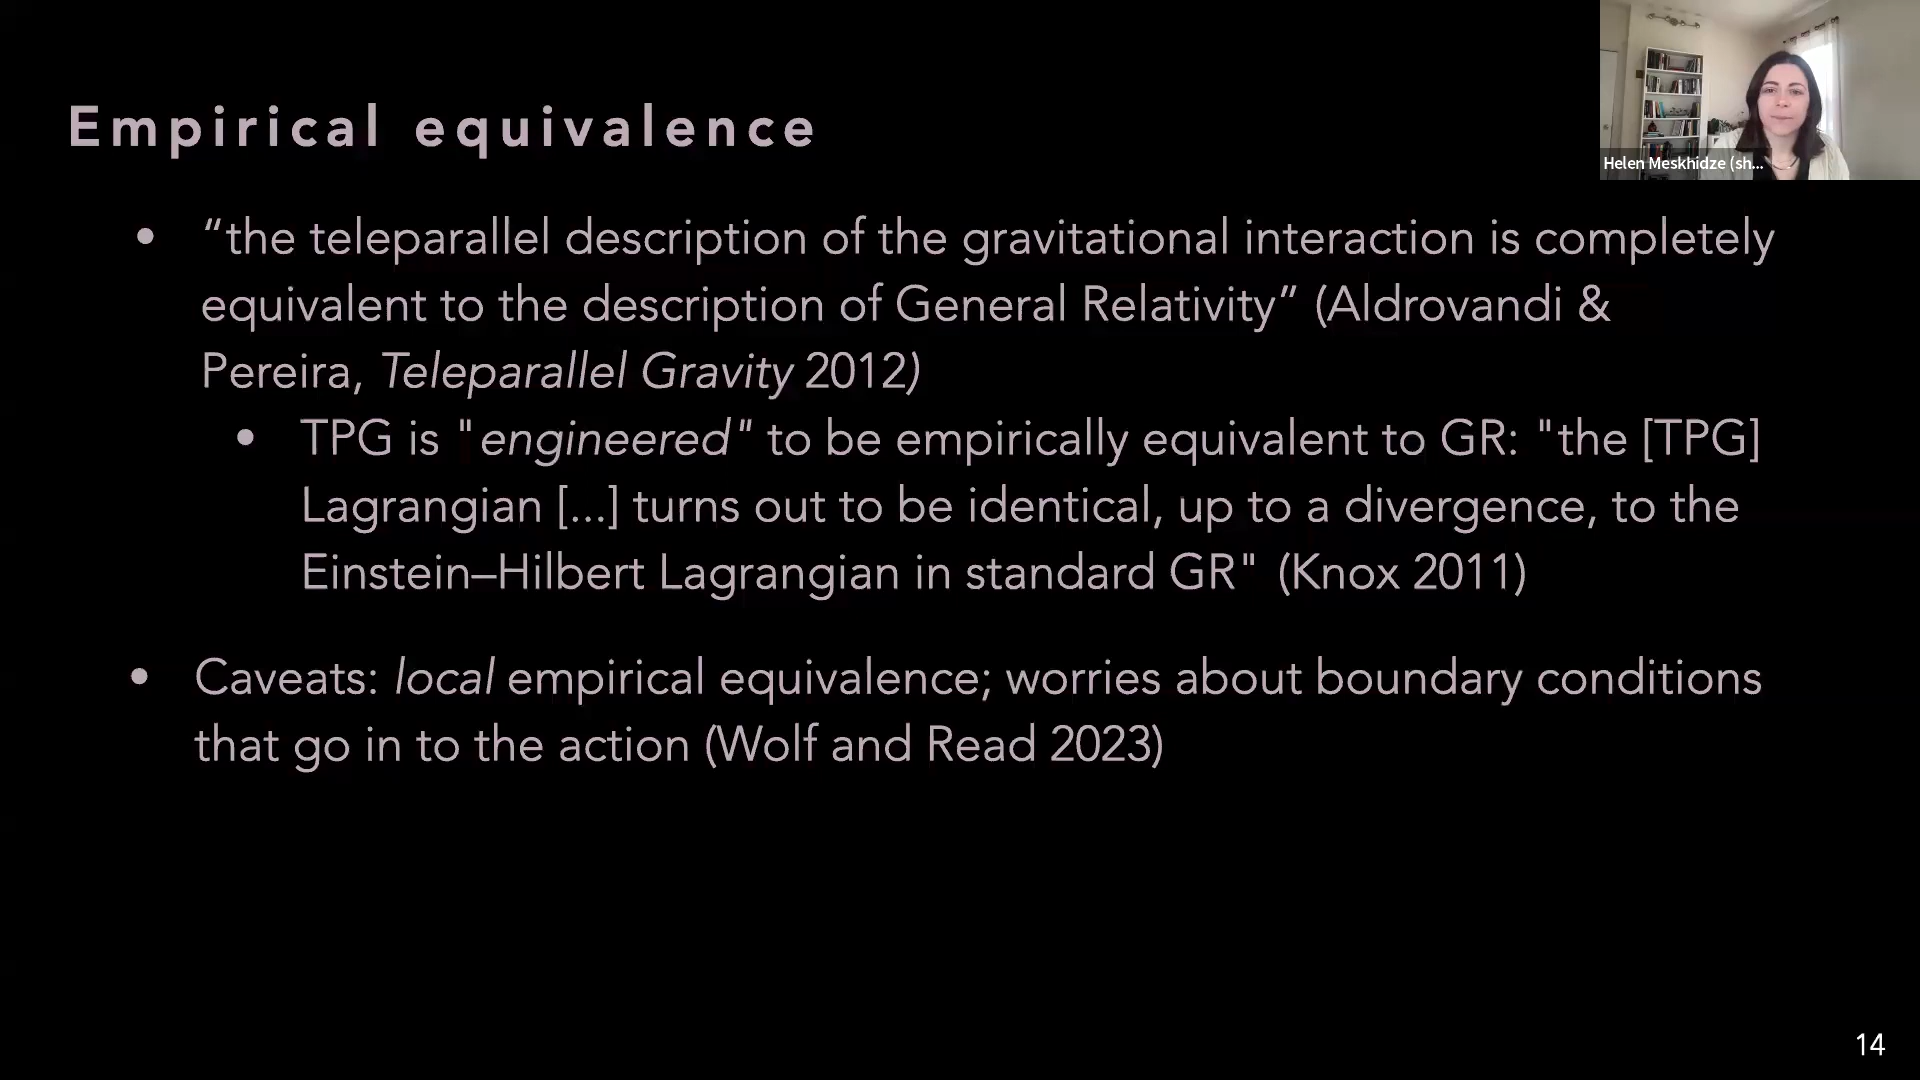 Empirical equivalence
Helen Meskhidze (sh...
• “the teleparallel description of the gravitational interaction is completely
equivalent to the description of General Relativity” (Aldrovandi &
Pereira, Teleparallel Gravity 2012)
• TPG is "engineered" to be empirically equivalent to GR: "the [TPG]
Lagrangian [...] turns out to be identical, up to a divergence, to the
Einstein–Hilbert Lagrangian in standard GR" (Knox 2011)
• Caveats: local empirical equivalence; worries about boundary conditions
that go in to the action (Wolf and Read 2023)
14